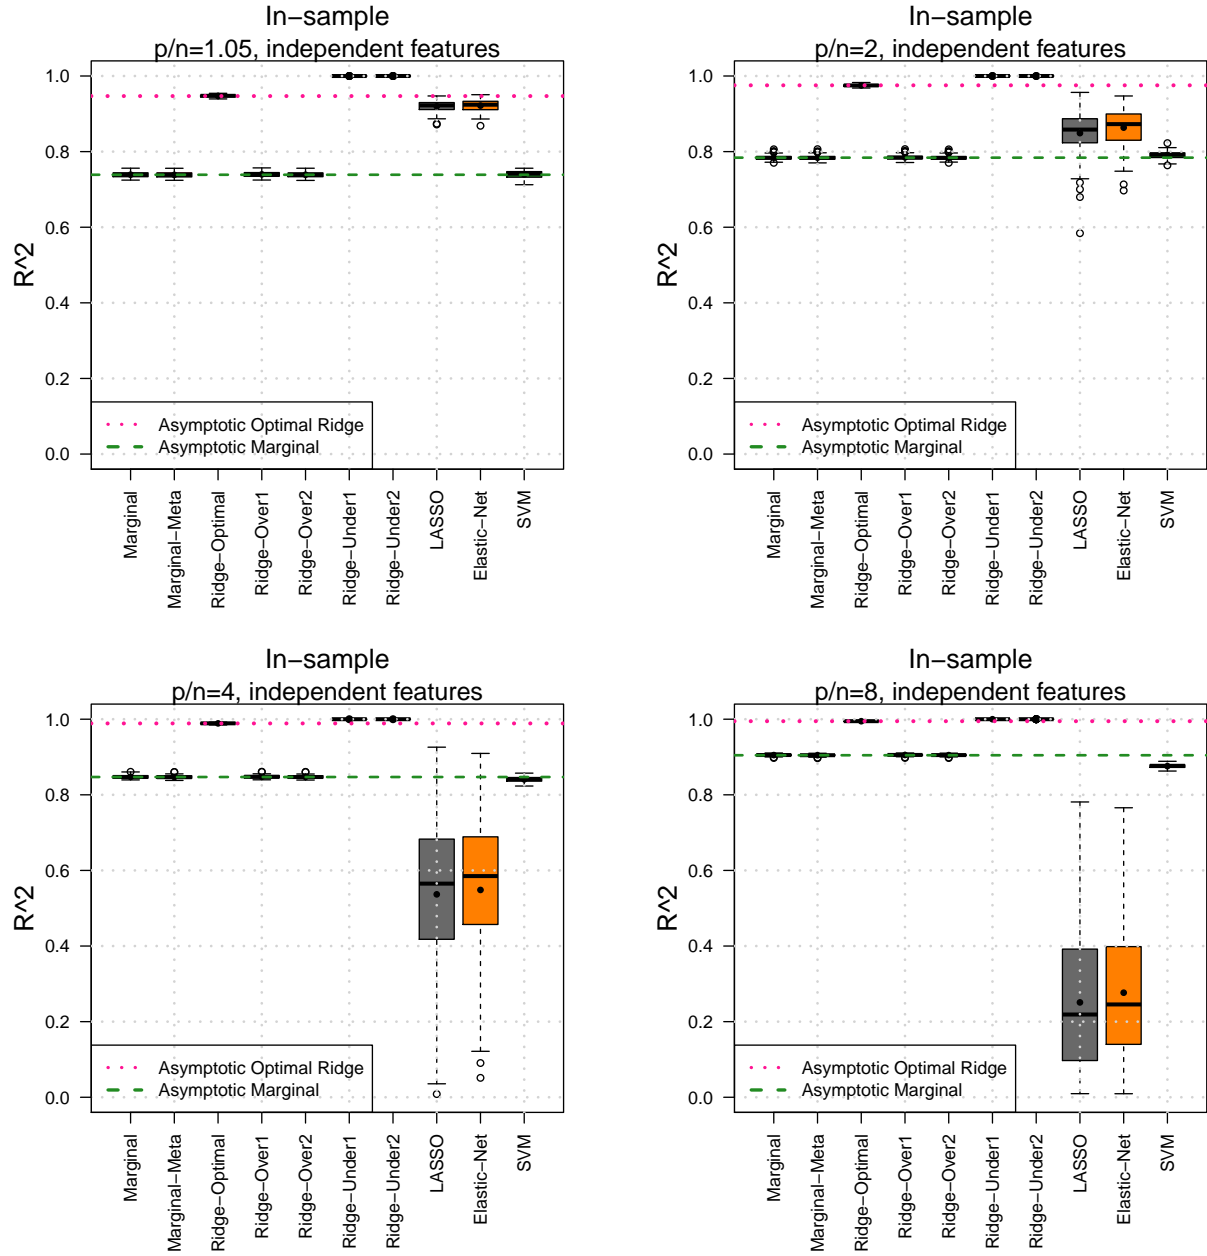 In-sample
p/n=1.05, independent features
R^2
1.0
0.8
0.6
0.4
0.2
0.0
Asymptotic Optimal Ridge
Asymptotic Marginal
Marginal
Marginal-Meta
Ridge-Optimal
Ridge-Over1
Ridge-Over2
Ridge-Under1
Ridge-Under2
LASSO
Elastic-Net
SVM
In-sample
p/n=2, independent features
R^2
1.0
0.8
0.6
0.4
0.2
0.0
Asymptotic Optimal Ridge
Asymptotic Marginal
Marginal
Marginal-Meta
Ridge-Optimal
Ridge-Over1
Ridge-Over2
Ridge-Under1
Ridge-Under2
LASSO
Elastic-Net
SVM
In-sample
p/n=4, independent features
R^2
1.0
0.8
0.6
0.4
0.2
0.0
Asymptotic Optimal Ridge
Asymptotic Marginal
Marginal
Marginal-Meta
Ridge-Optimal
Ridge-Over1
Ridge-Over2
Ridge-Under1
Ridge-Under2
LASSO
Elastic-Net
SVM
In-sample
p/n=8, independent features
R^2
1.0
0.8
0.6
0.4
0.2
0.0
Asymptotic Optimal Ridge
Asymptotic Marginal
Marginal
Marginal-Meta
Ridge-Optimal
Ridge-Over1
Ridge-Over2
Ridge-Under1
Ridge-Under2
LASSO
Elastic-Net
SVM